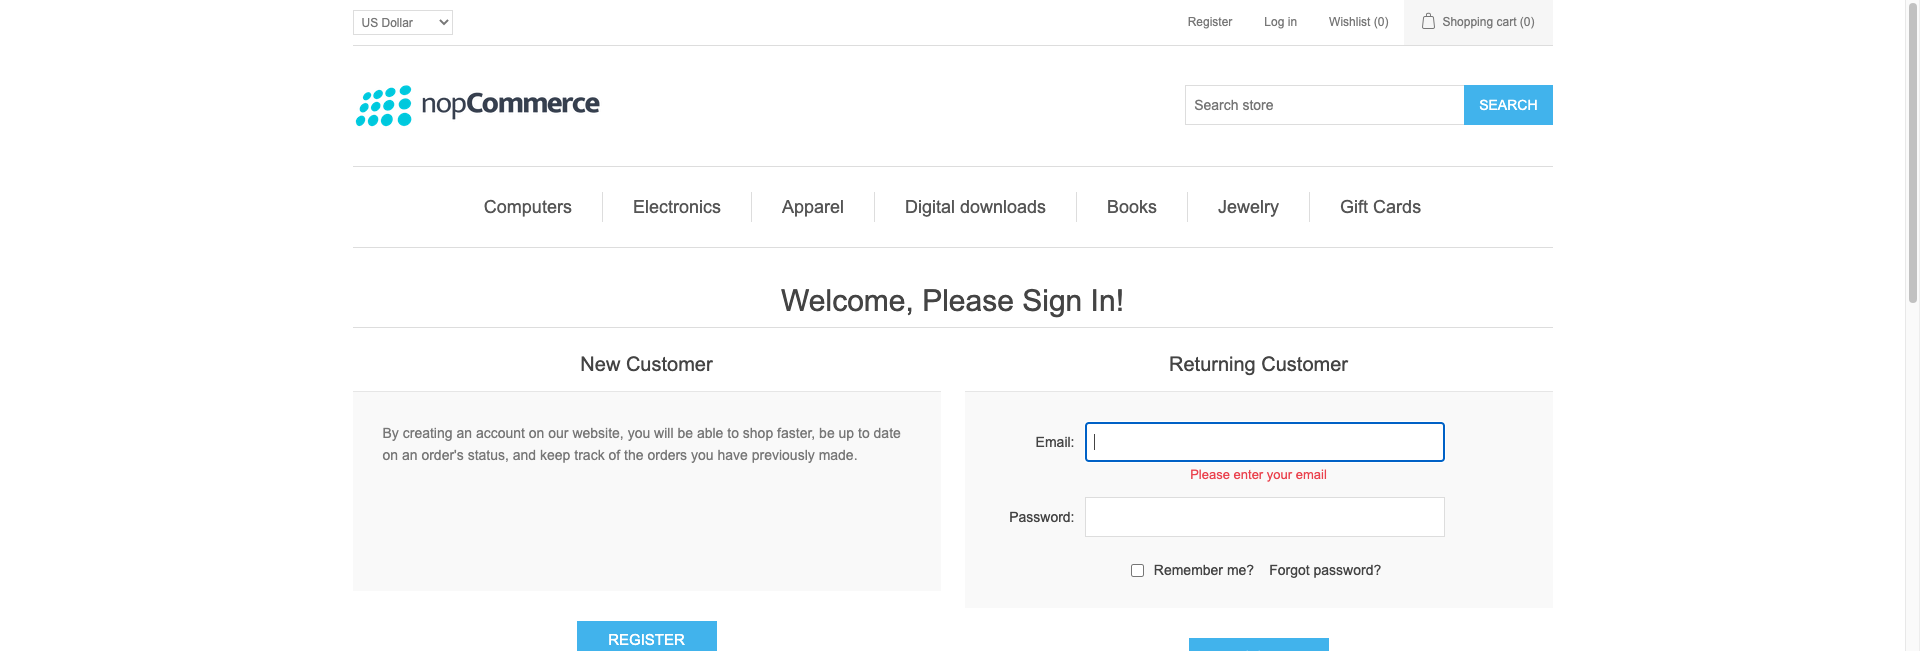 US Dollar
Register
Log in
Wishlist (0)
Shopping cart (0)
nopCommerce
Search store
SEARCH
Computers
Electronics
Apparel
Digital downloads
Books
Jewelry
Gift Cards
Welcome, Please Sign In!
New Customer
By creating an account on our website, you will be able to shop faster, be up to date
on an order's status, and keep track of the orders you have previously made.
REGISTER
Returning Customer
Email:
Please enter your email
Password:
Remember me?
Forgot password?